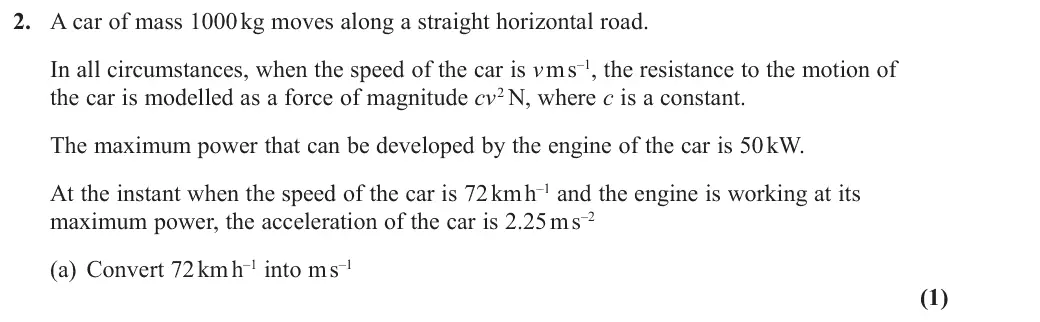 2. A car of mass 1000 kg moves along a straight horizontal road.
In all circumstances, when the speed of the car is v m s⁻¹, the resistance to the motion of
the car is modelled as a force of magnitude cv² N, where c is a constant.
The maximum power that can be developed by the engine of the car is 50 kW.
At the instant when the speed of the car is 72 km h⁻¹ and the engine is working at its
maximum power, the acceleration of the car is 2.25 m s⁻²
(a) Convert 72 km h⁻¹ into m s⁻¹
(1)